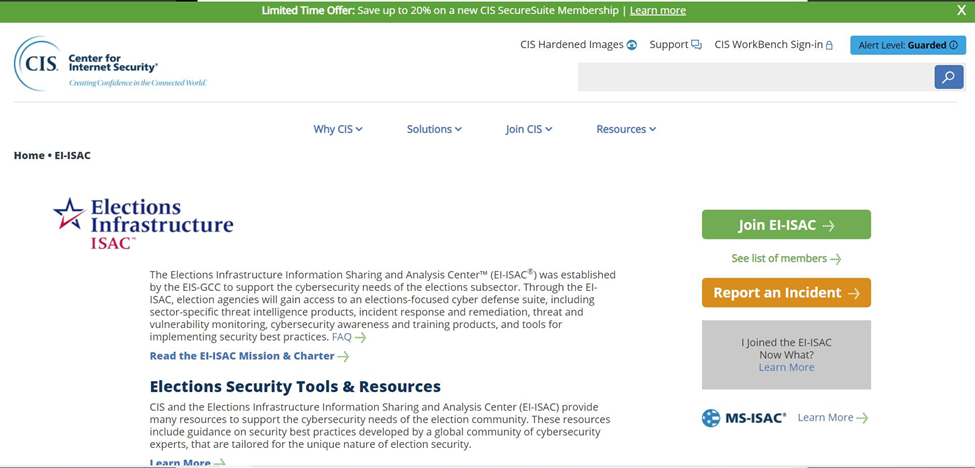 Limited Time Offer: Save up to 20% on a new CIS SecureSuite Membership | Learn more
X
CIS Hardened Images
Support
CIS WorkBench Sign-in
Alert Level: Guarded
CIS.
Center for
Internet Security®
Creating Confidence in the Connected World.™
Why CIS
Solutions
Join CIS
Resources
Home • EI-ISAC
Elections
Infrastructure
ISAC™
The Elections Infrastructure Information Sharing and Analysis Center™ (EI-ISAC®) was established
by the EIS-GCC to support the cybersecurity needs of the elections subsector. Through the EI-
ISAC, election agencies will gain access to an elections-focused cyber defense suite, including
sector-specific threat intelligence products, incident response and remediation, threat and
vulnerability monitoring, cybersecurity awareness and training products, and tools for
implementing security best practices. FAQ
Read the EI-ISAC Mission & Charter
Elections Security Tools & Resources
CIS and the Elections Infrastructure Information Sharing and Analysis Center (EI-ISAC) provide
many resources to support the cybersecurity needs of the election community. These resources
include guidance on security best practices developed by a global community of cybersecurity
experts, that are tailored for the unique nature of election security.
Learn More
Join EI-ISAC
See list of members
Report an Incident
I Joined the EI-ISAC
Now What?
Learn More
MS-ISAC®
Learn More